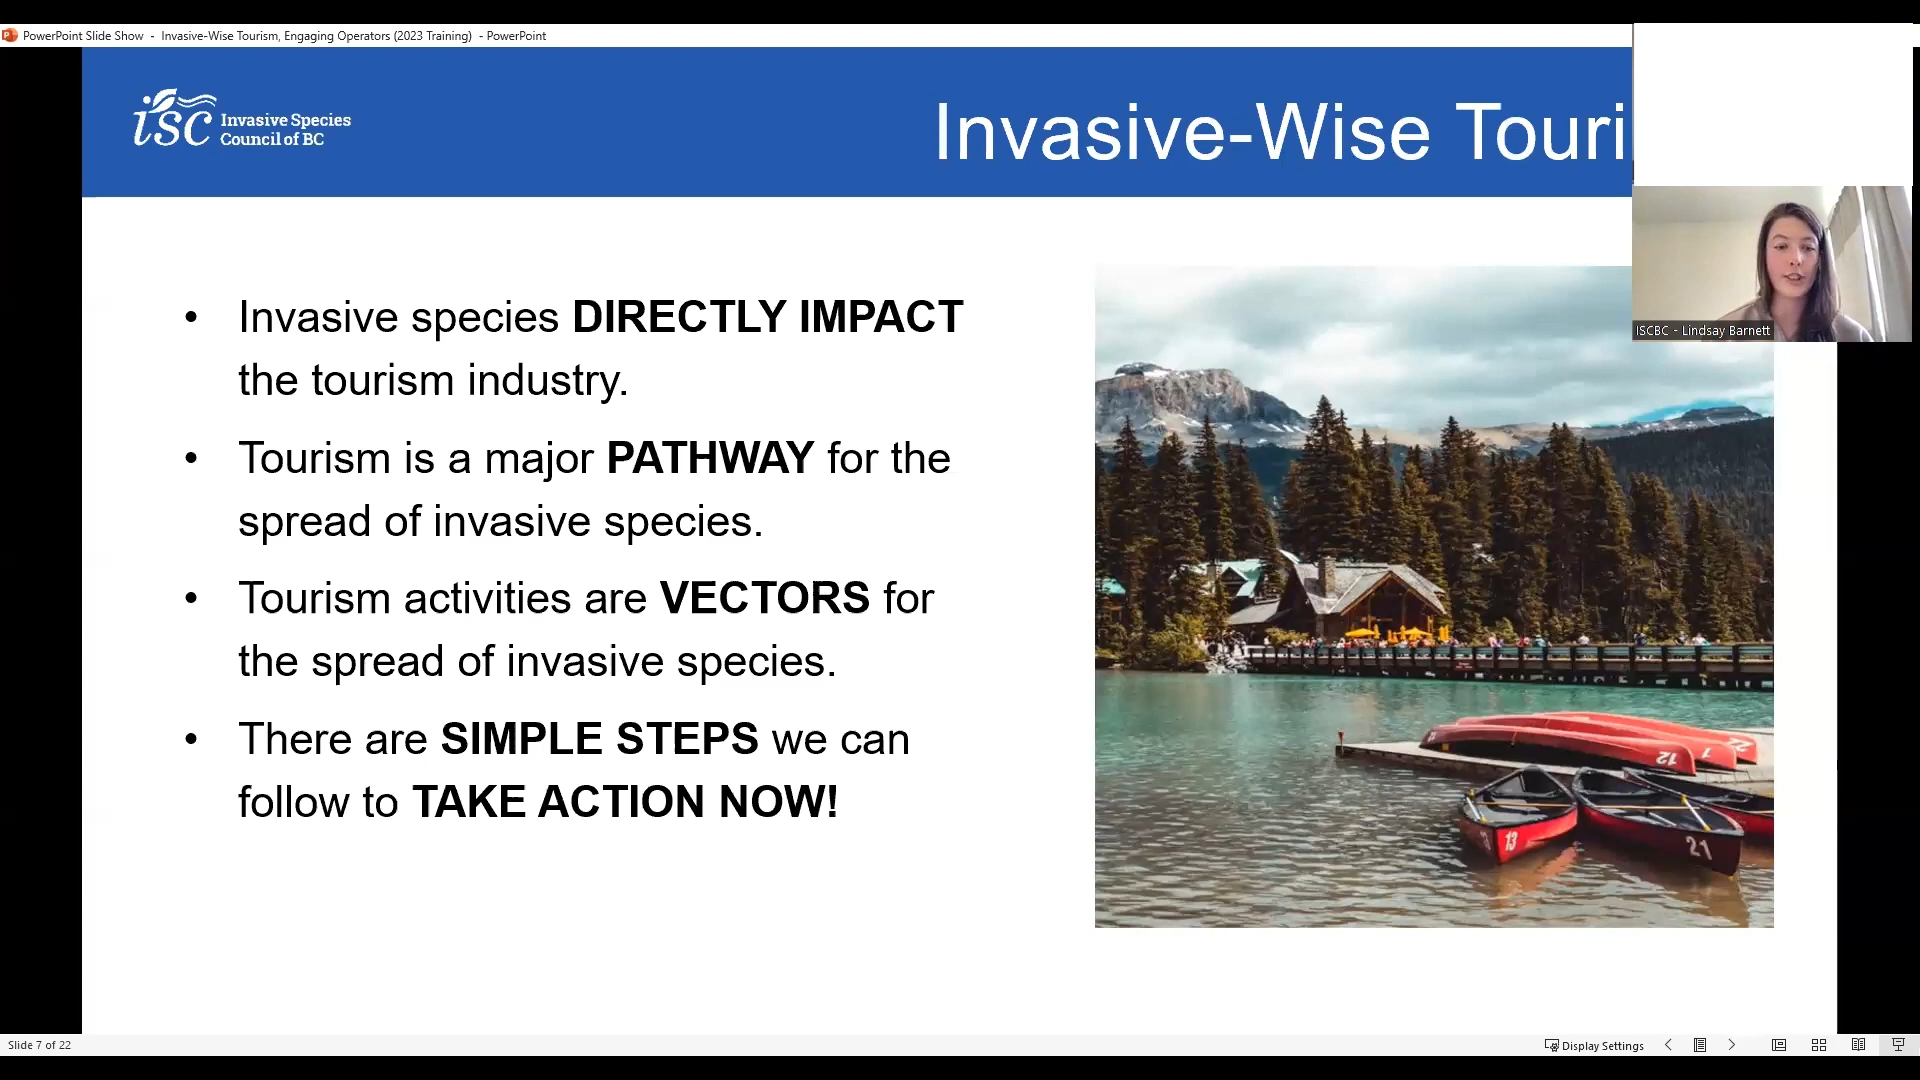 PowerPoint Slide Show - Invasive-Wise Tourism, Engaging Operators (2023 Training) - PowerPoint
isc Invasive Species
Council of BC
Invasive-Wise Touri
ISCBC - Lindsay Barnett
• Invasive species DIRECTLY IMPACT
the tourism industry.
• Tourism is a major PATHWAY for the
spread of invasive species.
• Tourism activities are VECTORS for
the spread of invasive species.
• There are SIMPLE STEPS we can
follow to TAKE ACTION NOW!
12
1
22
13
21
Slide 7 of 22
Display Settings